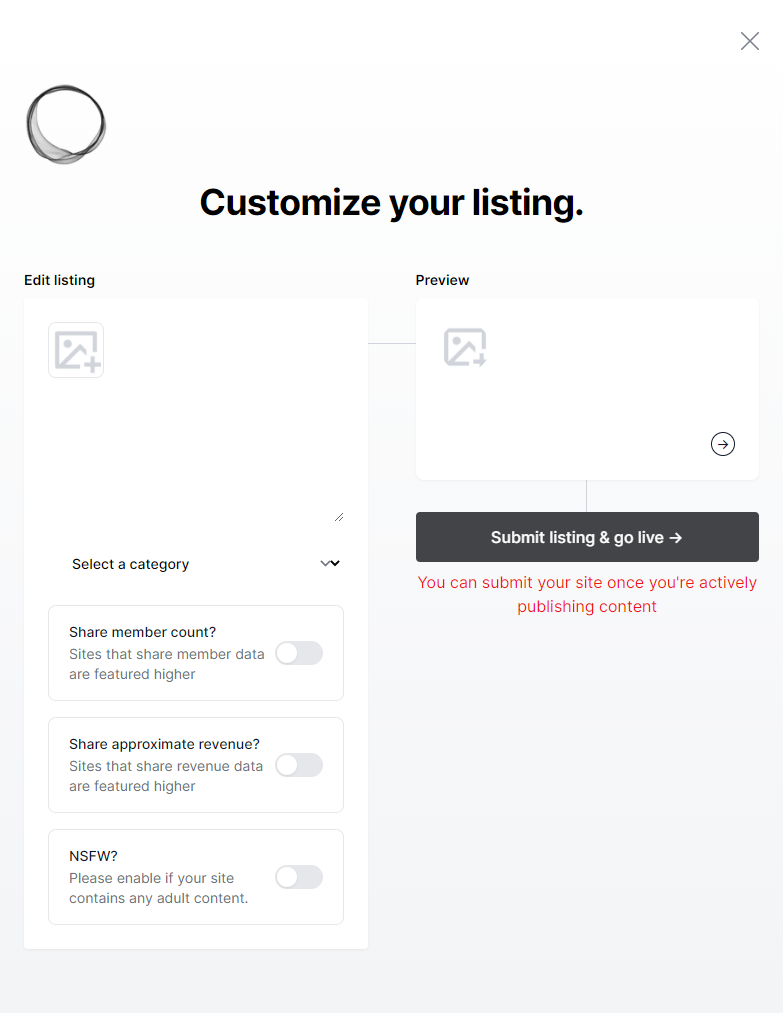 Customize your listing.
Edit listing
Select a category
Share member count?
Sites that share member data
are featured higher
Share approximate revenue?
Sites that share revenue data
are featured higher
NSFW?
Please enable if your site
contains any adult content.
Preview
Submit listing & go live →
You can submit your site once you're actively
publishing content